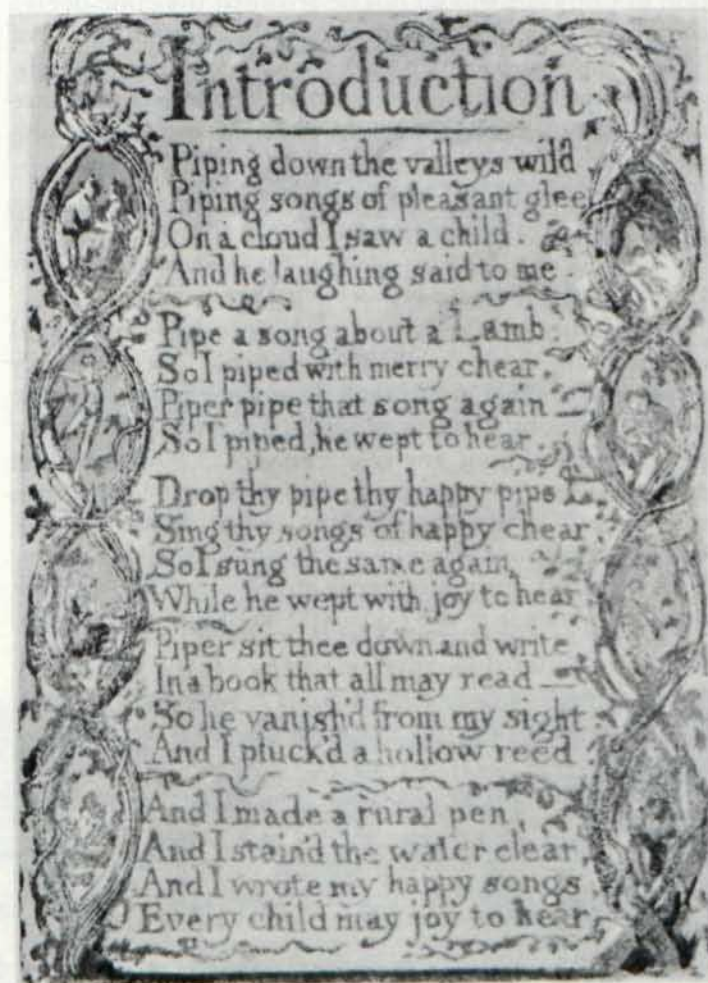 Introduction
Piping down the valleys wild
Piping songs of pleasant glee
On a cloud I saw a child.
And he laughing said to me.
Pipe a song about a Lamb:
So I piped with merry chear,
Piper pipe that song again—
So I piped, he wept to hear.
Drop thy pipe thy happy pipe
Sing thy songs of happy chear
So I sung the same again
While he wept with joy to hear
Piper sit thee down and write
In a book that all may read—
So he vanish'd from my sight
And I pluck'd a hollow reed
And I made a rural pen,
And I stain'd the water clear,
And I wrote my happy songs
Every child may joy to hear